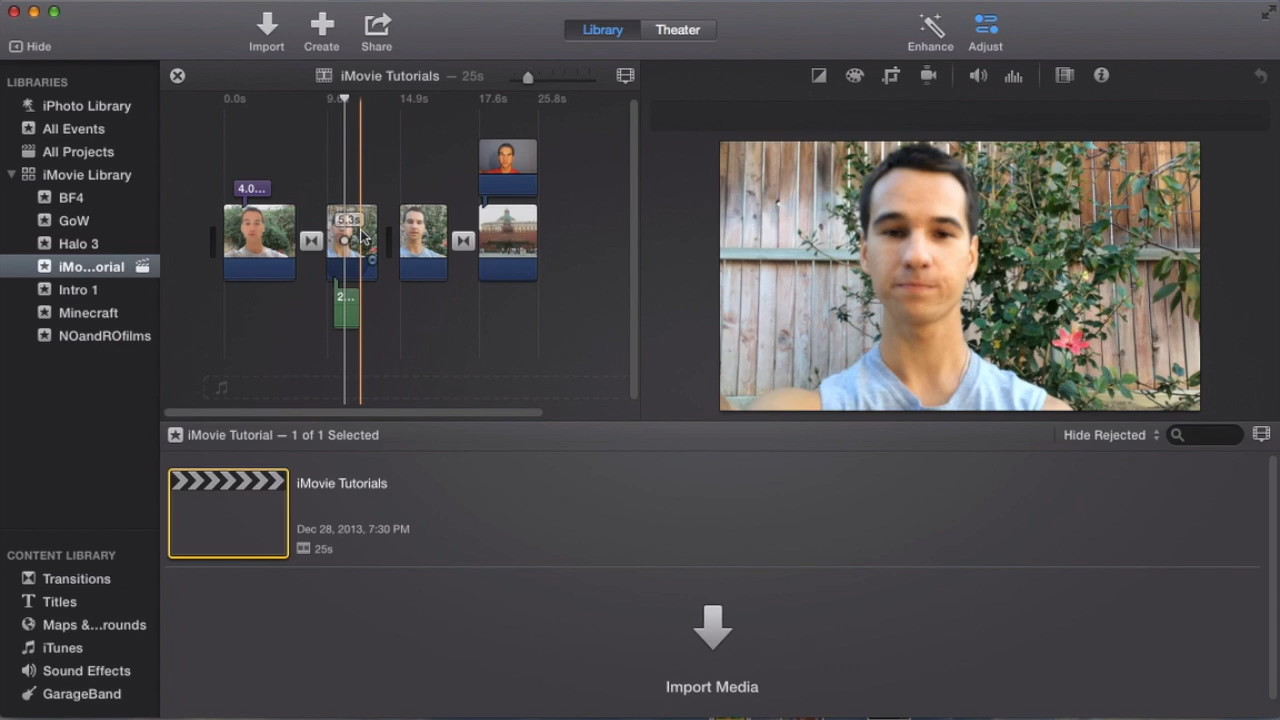 Import
Create
Share
Library
Theater
Enhance
Adjust
Hide
LIBRARIES
iPhoto Library
All Events
All Projects
iMovie Library
BF4
GoW
Halo 3
iMo...orial
Intro 1
Minecraft
NOandROfilms
CONTENT LIBRARY
Transitions
Titles
Maps &...rounds
iTunes
Sound Effects
GarageBand
iMovie Tutorials — 25s
0.0s
14.9s
17.6s
25.8s
4.0...
5.3s
2...
iMovie Tutorial — 1 of 1 Selected
Hide Rejected
iMovie Tutorials
Dec 28, 2013, 7:30 PM
25s
Import Media